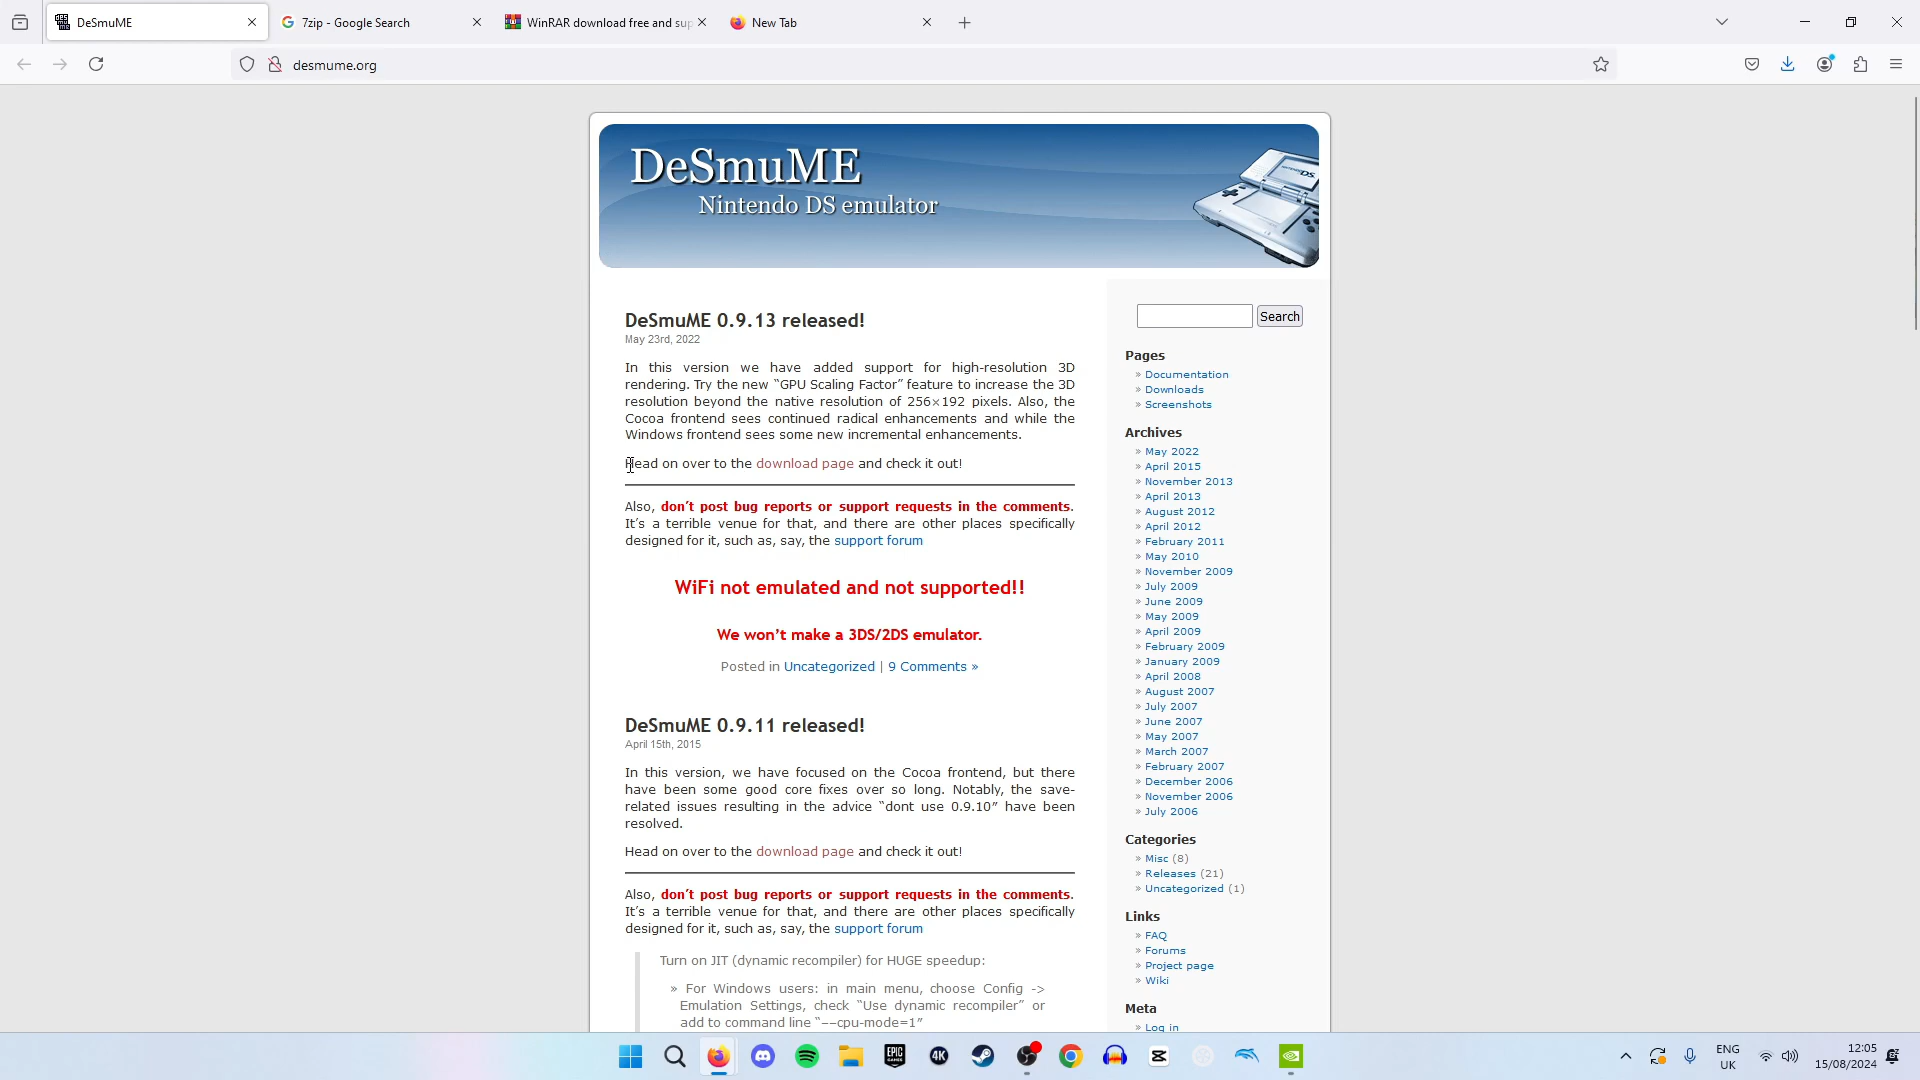 DeSmuME
7zip - Google Search
WinRAR download free and sup
New Tab
desmume.org
DeSmuME
Nintendo DS emulator
DeSmuME 0.9.13 released!
May 23rd, 2022
In this version we have added support for high-resolution 3D
rendering. Try the new “GPU Scaling Factor” feature to increase the 3D
resolution beyond the native resolution of 256×192 pixels. Also, the
Cocoa frontend sees continued radical enhancements and while the
Windows frontend sees some new incremental enhancements.
Head on over to the download page and check it out!
Also, don’t post bug reports or support requests in the comments.
It’s a terrible venue for that, and there are other places specifically
designed for it, such as, say, the support forum
WiFi not emulated and not supported!!
We won’t make a 3DS/2DS emulator.
Posted in Uncategorized | 9 Comments »
DeSmuME 0.9.11 released!
April 15th, 2015
In this version, we have focused on the Cocoa frontend, but there
have been some good core fixes over so long. Notably, the save-
related issues resulting in the advice “dont use 0.9.10” have been
resolved.
Head on over to the download page and check it out!
Also, don’t post bug reports or support requests in the comments.
It’s a terrible venue for that, and there are other places specifically
designed for it, such as, say, the support forum
Turn on JIT (dynamic recompiler) for HUGE speedup:
» For Windows users: in main menu, choose Config ->
Emulation Settings, check “Use dynamic recompiler” or
add to command line “––cpu-mode=1”
Search
Pages
» Documentation
» Downloads
» Screenshots
Archives
» May 2022
» April 2015
» November 2013
» April 2013
» August 2012
» April 2012
» February 2011
» May 2010
» November 2009
» July 2009
» June 2009
» May 2009
» April 2009
» February 2009
» January 2009
» April 2008
» August 2007
» July 2007
» June 2007
» May 2007
» March 2007
» February 2007
» December 2006
» November 2006
» July 2006
Categories
» Misc (8)
» Releases (21)
» Uncategorized (1)
Links
» FAQ
» Forums
» Project page
» Wiki
Meta
» Log in
EPIC
GAMES
4K
ENG
UK
12:05
15/08/2024